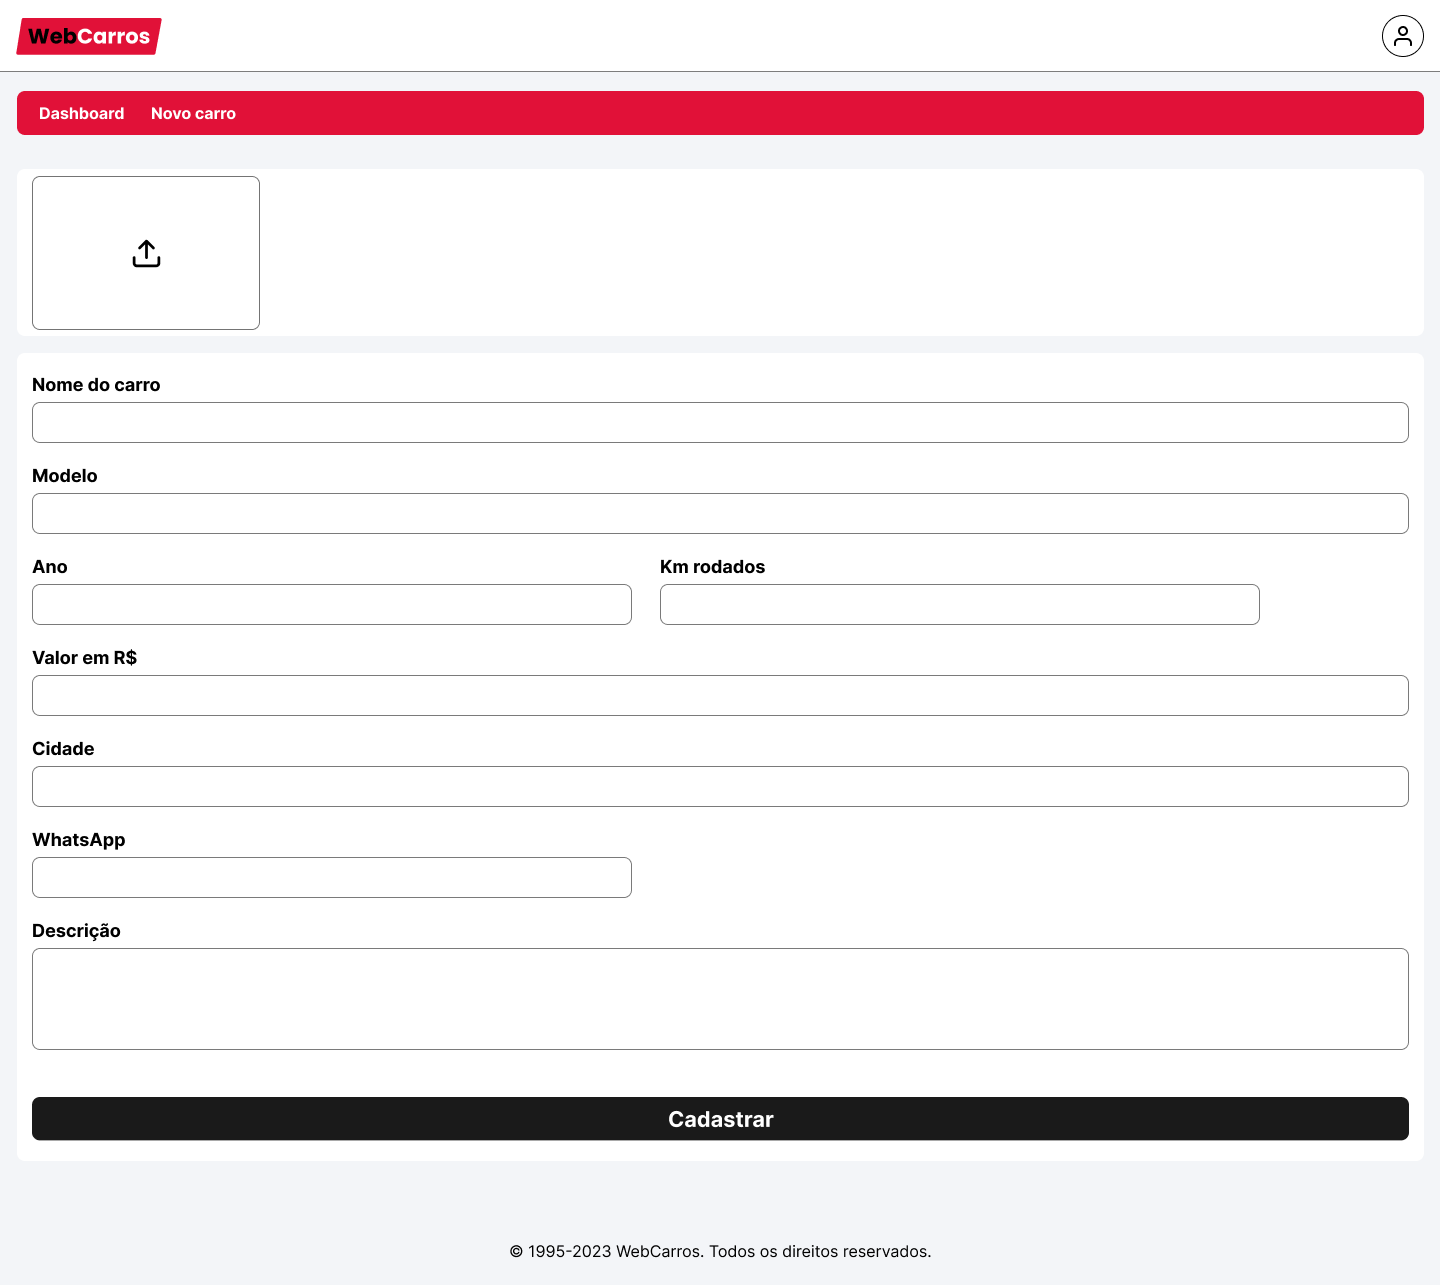 WebCarros
Dashboard Novo carro
Nome do carro
Modelo
Ano Km rodados
Valor em R$
Cidade
WhatsApp
Descrição
Cadastrar
© 1995-2023 WebCarros. Todos os direitos reservados.